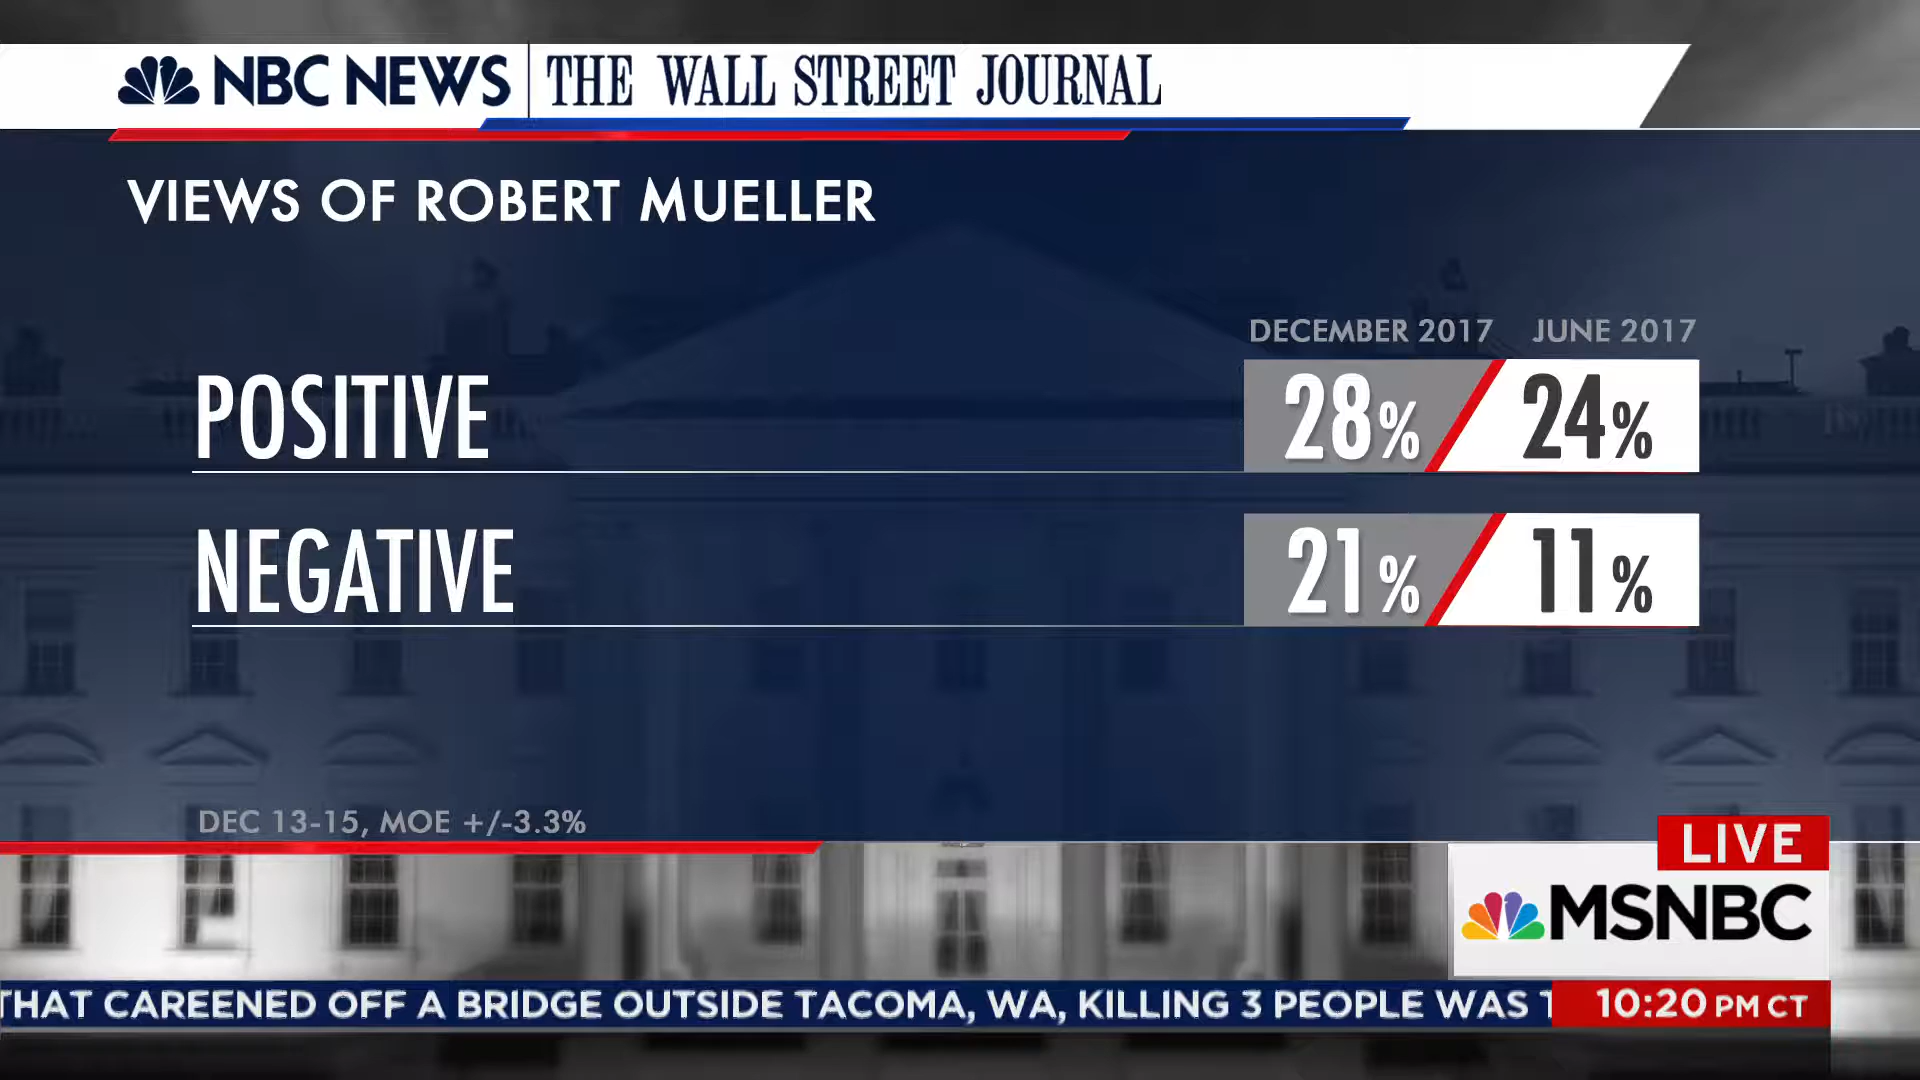 NBC NEWS THE WALL STREET JOURNAL
VIEWS OF ROBERT MUELLER
DECEMBER 2017 JUNE 2017
POSITIVE 28% 24%
NEGATIVE 21% 11%
DEC 13-15, MOE +/-3.3%
LIVE
MSNBC
THAT CAREENED OFF A BRIDGE OUTSIDE TACOMA, WA, KILLING 3 PEOPLE WAS 10:20 PM CT